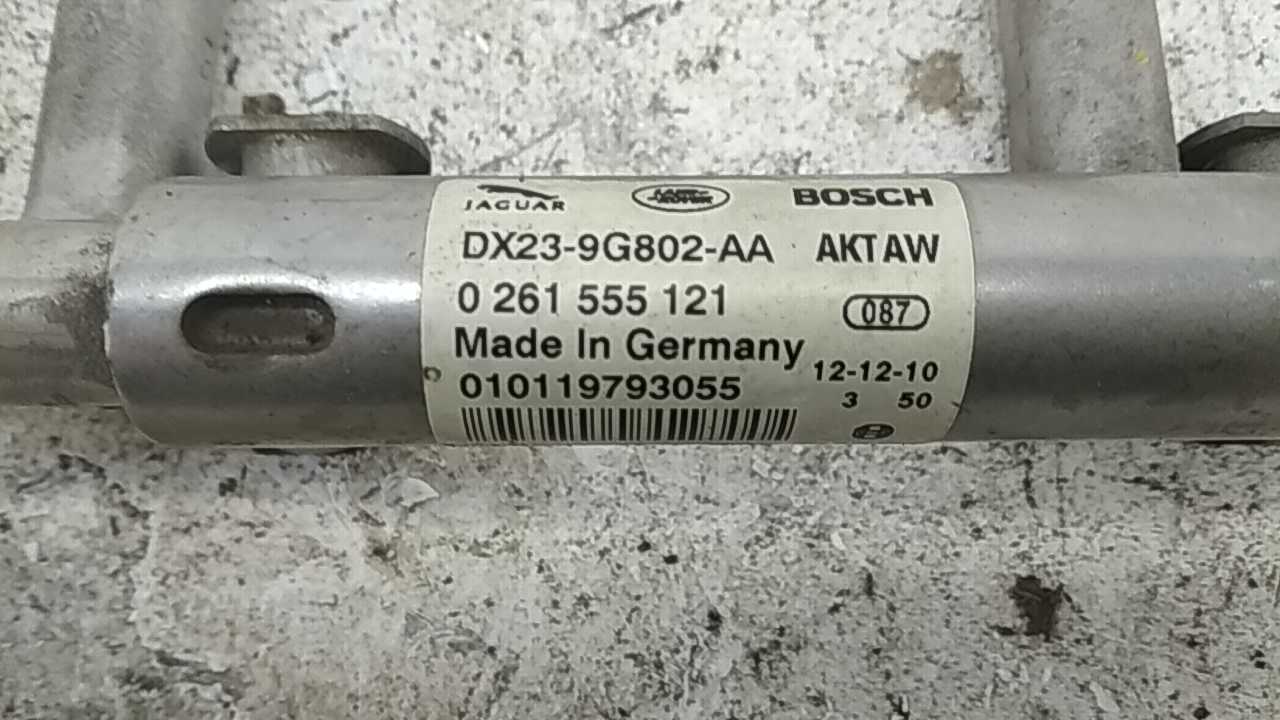 JAGUAR LAND ROVER BOSCH
DX23-9G802-AA AKTAW
0 261 555 121 087
Made In Germany
12-12-10
010119793055
3 50